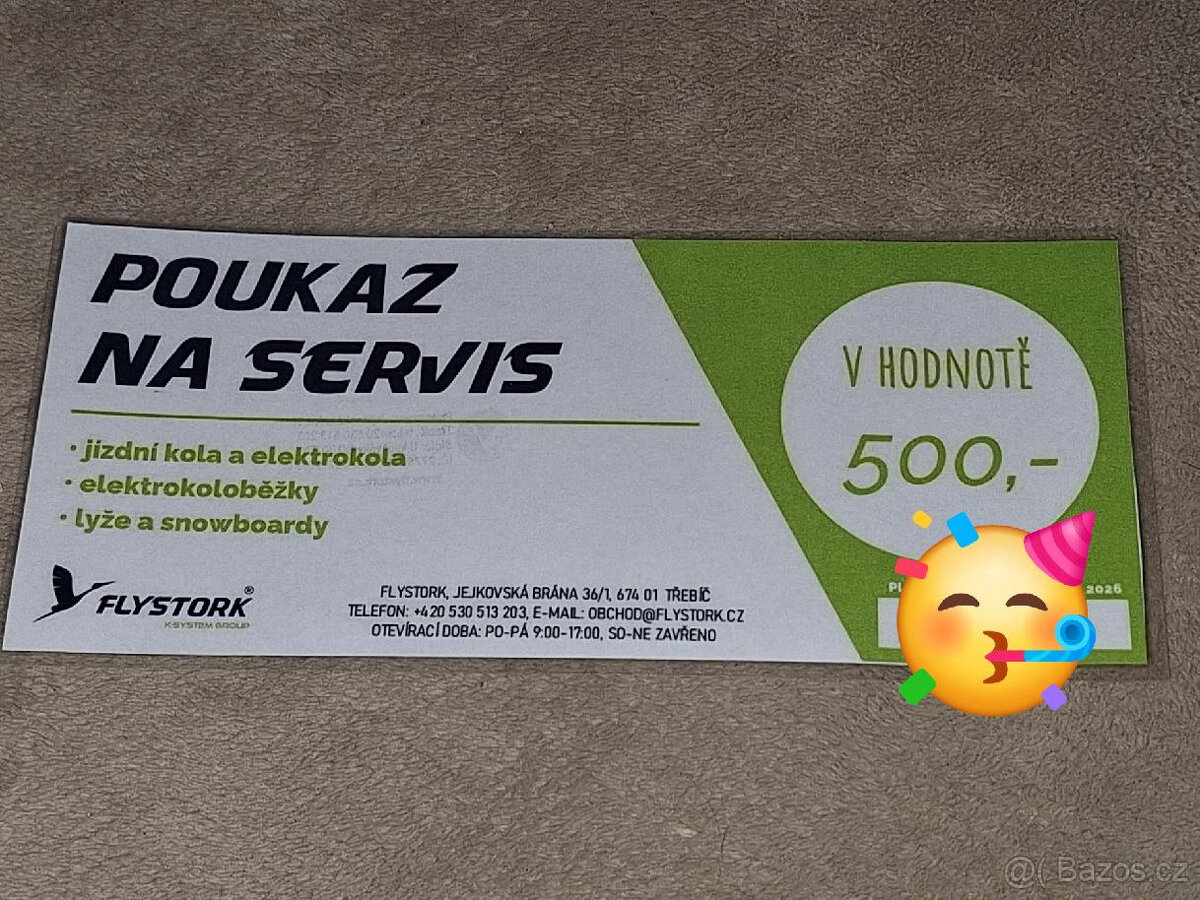 POUKAZ
NA SERVIS
• jizdní kola a elektrokola
• elektrokoloběžky
• lyže a snowboardy
FLYSTORK®
K-SYSTEM GROUP
FLYSTORK, JEJKOVSKÁ BRÁNA 36/1, 674 01 TŘEBÍČ
TELEFON: +420 530 513 203, E-MAIL: OBCHOD@FLYSTORK.CZ
OTEVÍRACÍ DOBA: PO-PÁ 9:00-17:00, SO-NE ZAVŘENO
V HODNOTĚ
500,-
2026
@( Bazos.cz